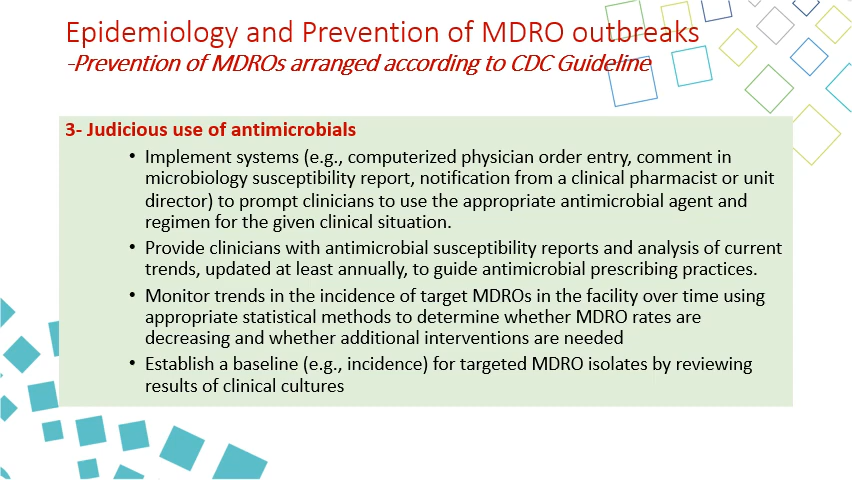 Epidemiology and Prevention of MDRO outbreaks
-Prevention of MDROs arranged according to CDC Guideline
3- Judicious use of antimicrobials
• Implement systems (e.g., computerized physician order entry, comment in
microbiology susceptibility report, notification from a clinical pharmacist or unit
director) to prompt clinicians to use the appropriate antimicrobial agent and
regimen for the given clinical situation.
• Provide clinicians with antimicrobial susceptibility reports and analysis of current
trends, updated at least annually, to guide antimicrobial prescribing practices.
• Monitor trends in the incidence of target MDROs in the facility over time using
appropriate statistical methods to determine whether MDRO rates are
decreasing and whether additional interventions are needed
• Establish a baseline (e.g., incidence) for targeted MDRO isolates by reviewing
results of clinical cultures